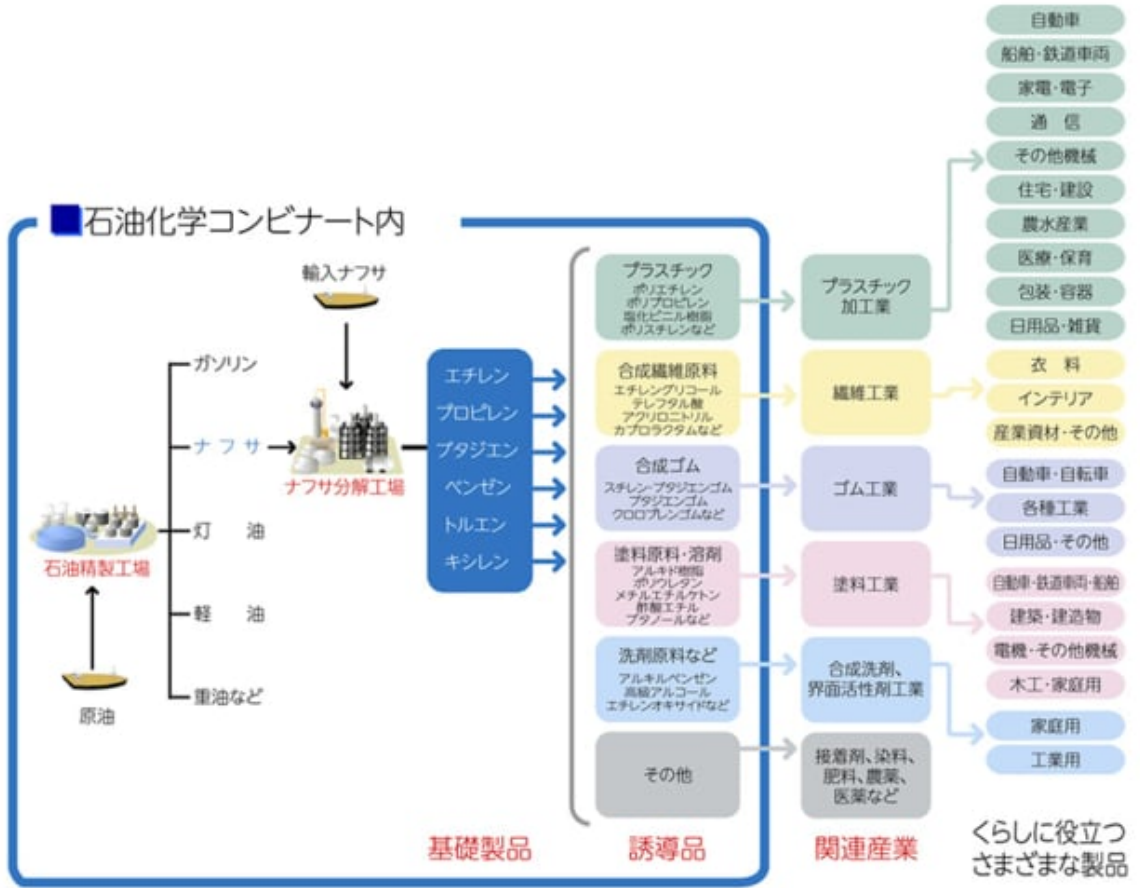 ■石油化学コンビナート内
輸入ナフサ
ガソリン
ナフサ
ナフサ分解工場
灯　油
石油精製工場
軽　油
原油
重油など
エチレン
プロピレン
ブタジエン
ベンゼン
トルエン
キシレン
基礎製品
プラスチック
ポリエチレン
ポリプロピレン
塩化ビニル樹脂
ポリスチレンなど
合成繊維原料
エチレングリコール
テレフタル酸
アクリロニトリル
カプロラクタムなど
合成ゴム
スチレン・ブタジエンゴム
ブタジエンゴム
クロロプレンゴムなど
塗料原料・溶剤
アルキド樹脂
ポリウレタン
メチルエチルケトン
酢酸エチル
ブタノールなど
洗剤原料など
アルキルベンゼン
高級アルコール
エチレンオキサイドなど
その他
誘導品
プラスチック
加工業
繊維工業
ゴム工業
塗料工業
合成洗剤、
界面活性剤工業
接着剤、染料、
肥料、農薬、
医薬など
関連産業
自動車
船舶・鉄道車両
家電・電子
通　信
その他機械
住宅・建設
農水産業
医療・保育
包装・容器
日用品・雑貨
衣　料
インテリア
産業資材・その他
自動車・自転車
各種工業
日用品・その他
自動車・鉄道車両・船舶
建築・建造物
電機・その他機械
木工・家庭用
家庭用
工業用
くらしに役立つ
さまざまな製品